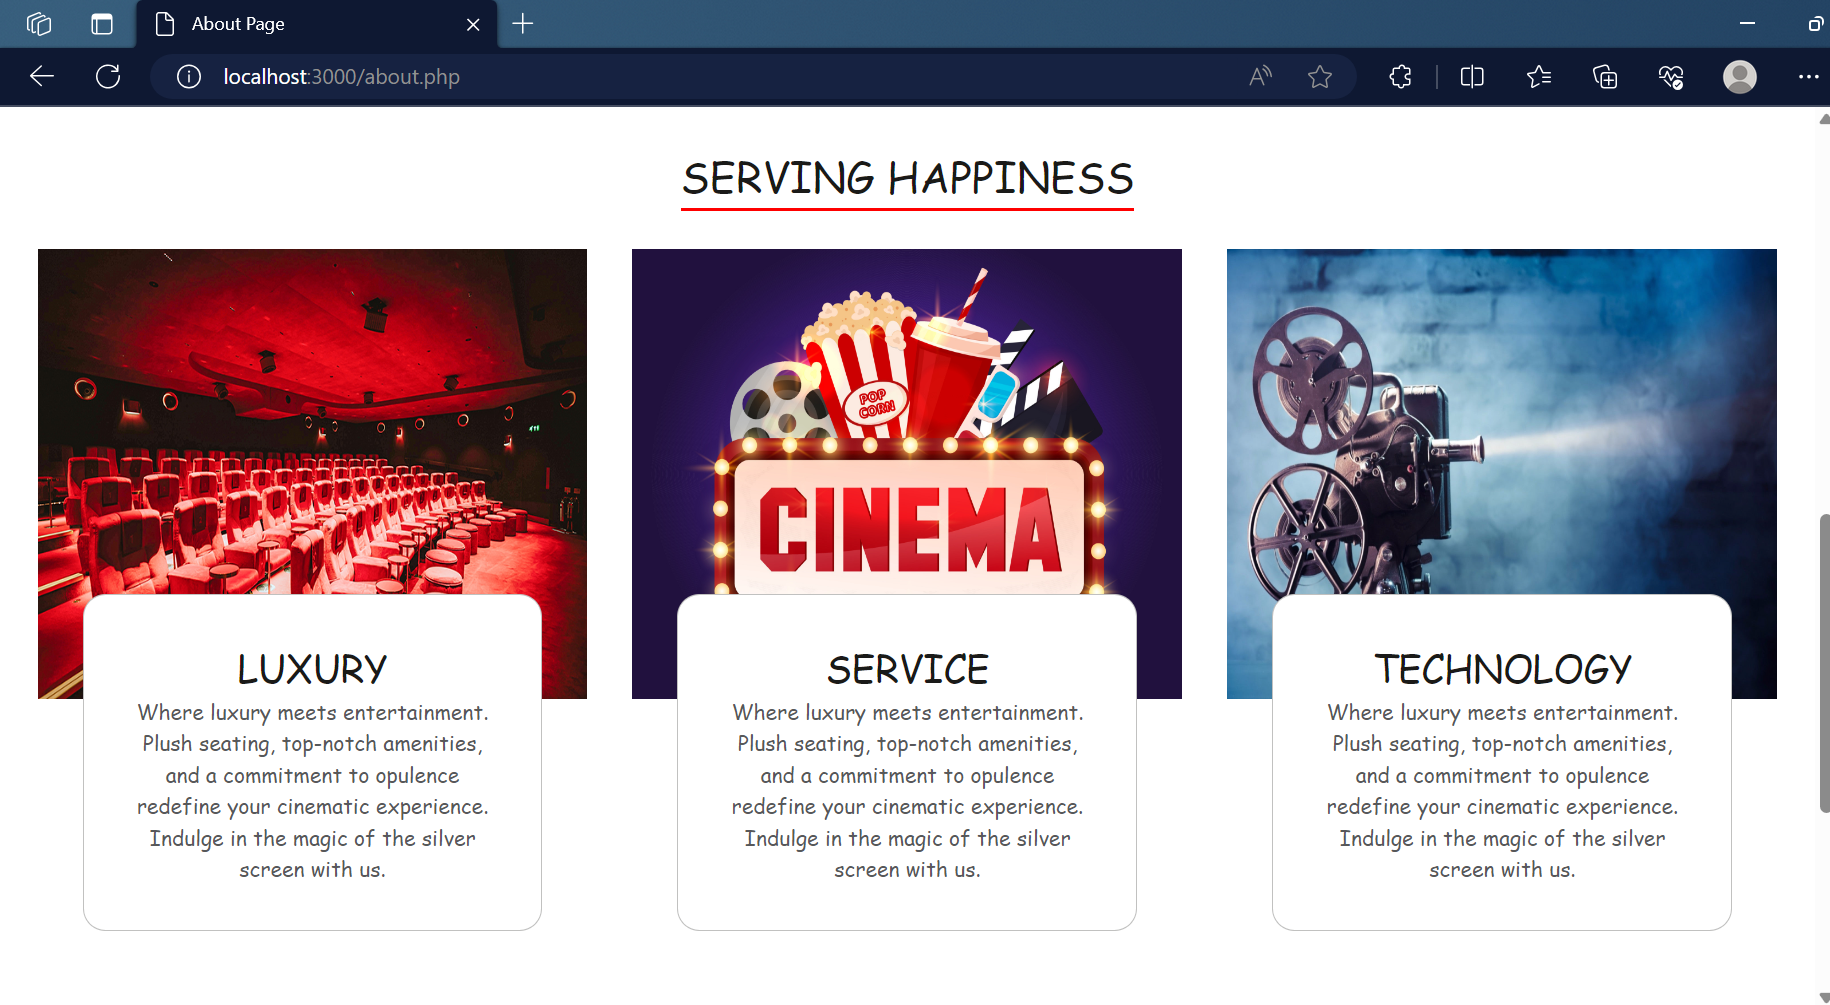 About Page
localhost:3000/about.php
SERVING HAPPINESS
POP
CORN
CINEMA
LUXURY
Where luxury meets entertainment.
Plush seating, top-notch amenities,
and a commitment to opulence
redefine your cinematic experience.
Indulge in the magic of the silver
screen with us.
SERVICE
Where luxury meets entertainment.
Plush seating, top-notch amenities,
and a commitment to opulence
redefine your cinematic experience.
Indulge in the magic of the silver
screen with us.
TECHNOLOGY
Where luxury meets entertainment.
Plush seating, top-notch amenities,
and a commitment to opulence
redefine your cinematic experience.
Indulge in the magic of the silver
screen with us.